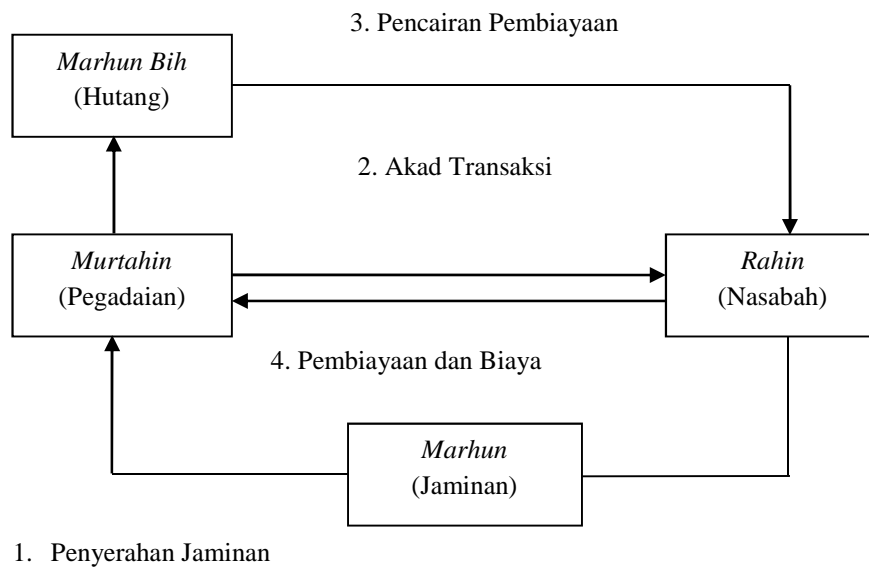 3. Pencairan Pembiayaan
Marhun Bih
(Hutang)
2. Akad Transaksi
Murtahin
(Pegadaian)
Rahin
(Nasabah)
4. Pembiayaan dan Biaya
Marhun
(Jaminan)
1. Penyerahan Jaminan